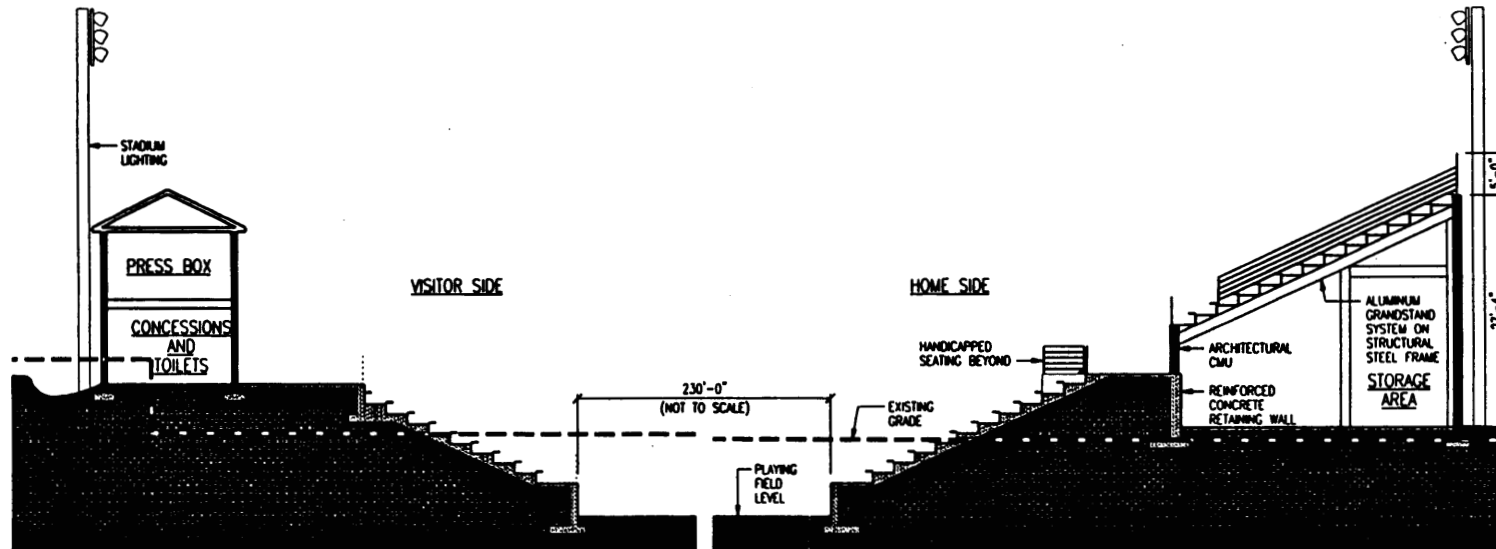 STADIUM
LIGHTING
PRESS BOX
CONCESSIONS
AND
TOILETS
VISITOR SIDE
230'-0"
(NOT TO SCALE)
HOME SIDE
HANDICAPPED
SEATING BEYOND
EXISTING
GRADE
PLAYING
FIELD
LEVEL
ARCHITECTURAL
CMU
REINFORCED
CONCRETE
RETAINING WALL
ALUMINUM
GRANDSTAND
SYSTEM ON
STRUCTURAL
STEEL FRAME
STORAGE
AREA